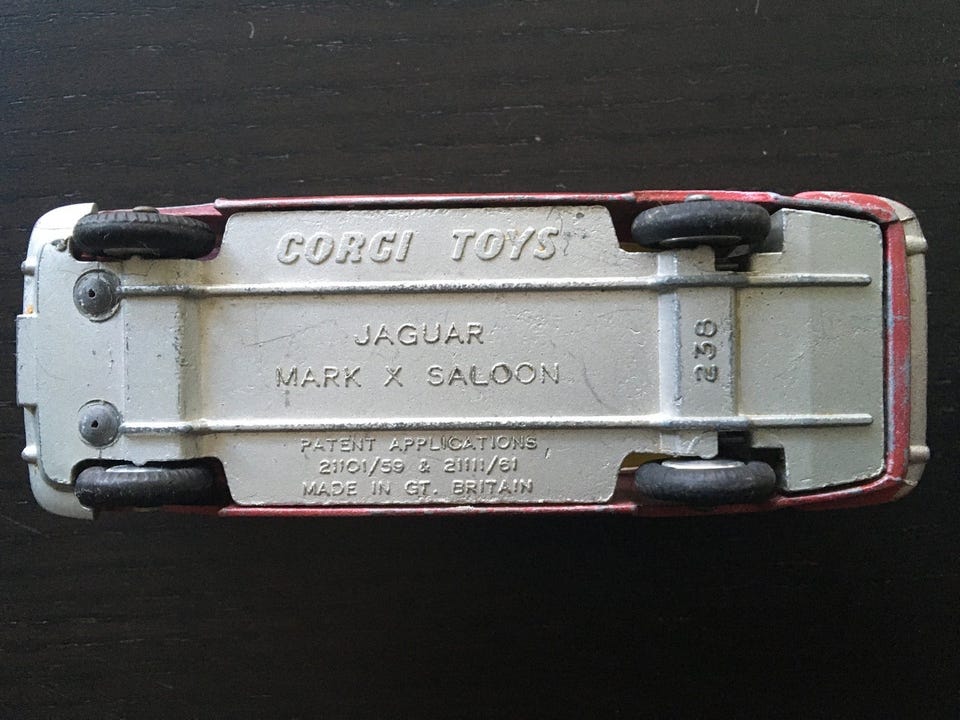 CORGI TOYS
JAGUAR
MARK X SALOON
238
PATENT APPLICATIONS
21101/59 & 21111/61
MADE IN GT. BRITAIN